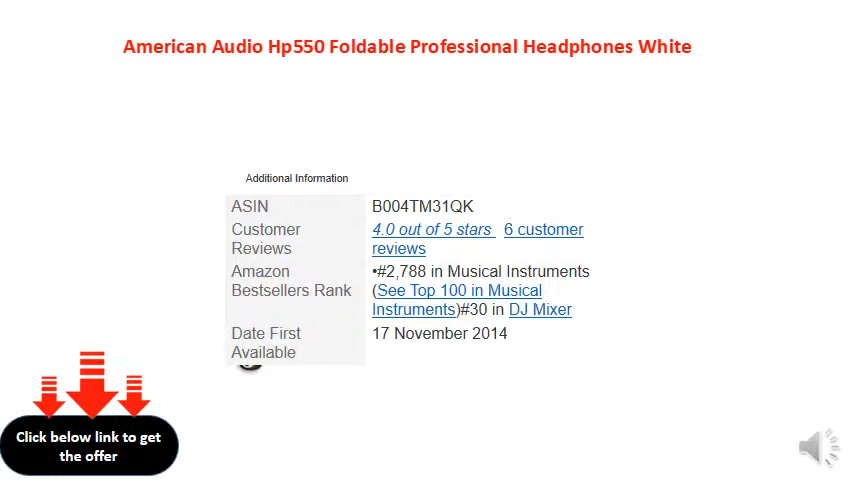 American Audio Hp550 Foldable Professional Headphones White
Additional Information
ASIN B004TM31QK
Customer Reviews 4.0 out of 5 stars 6 customer reviews
Amazon Bestsellers Rank •#2,788 in Musical Instruments (See Top 100 in Musical Instruments)#30 in DJ Mixer
Date First Available 17 November 2014
Click below link to get
the offer